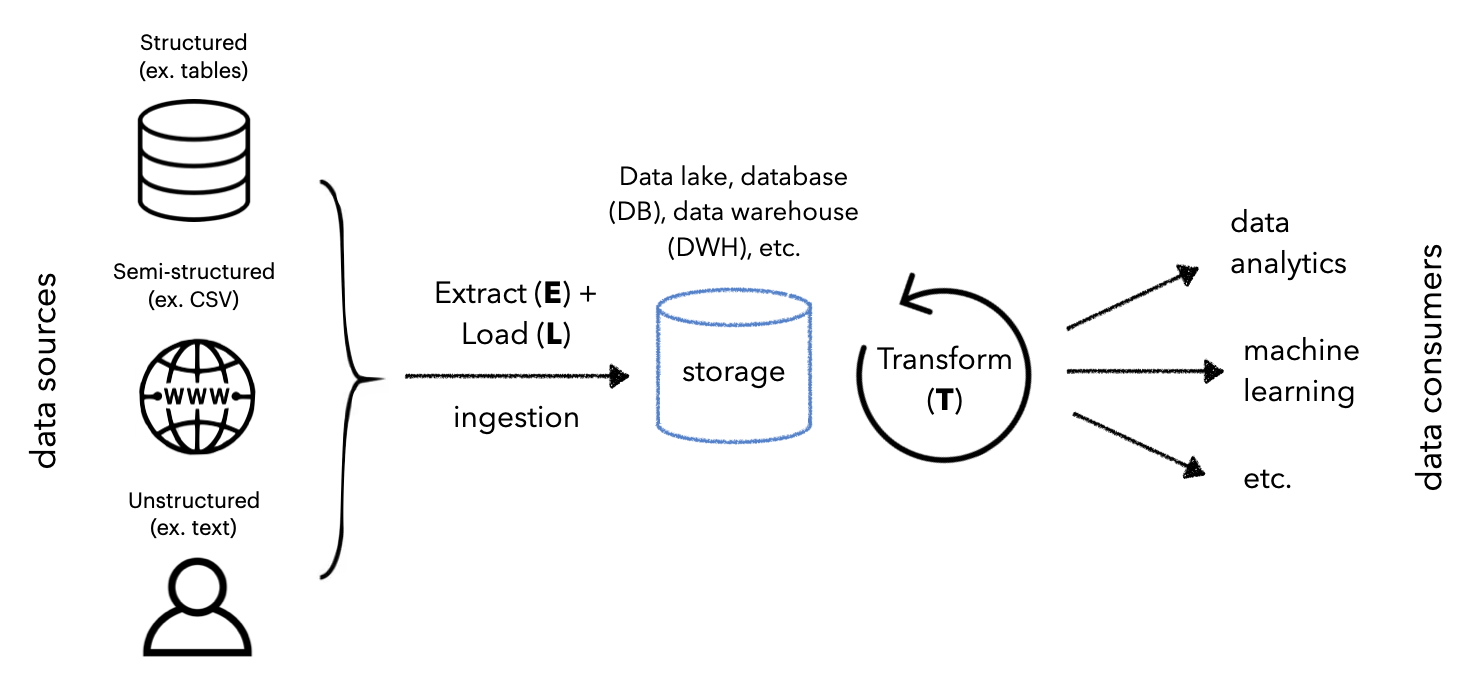 Structured
(ex. tables)
Semi-structured
(ex. CSV)
WWW
Unstructured
(ex. text)
data sources
Extract (E) +
Load (L)
ingestion
Data lake, database
(DB), data warehouse
(DWH), etc.
storage
Transform
(T)
data
analytics
machine
learning
etc.
data consumers